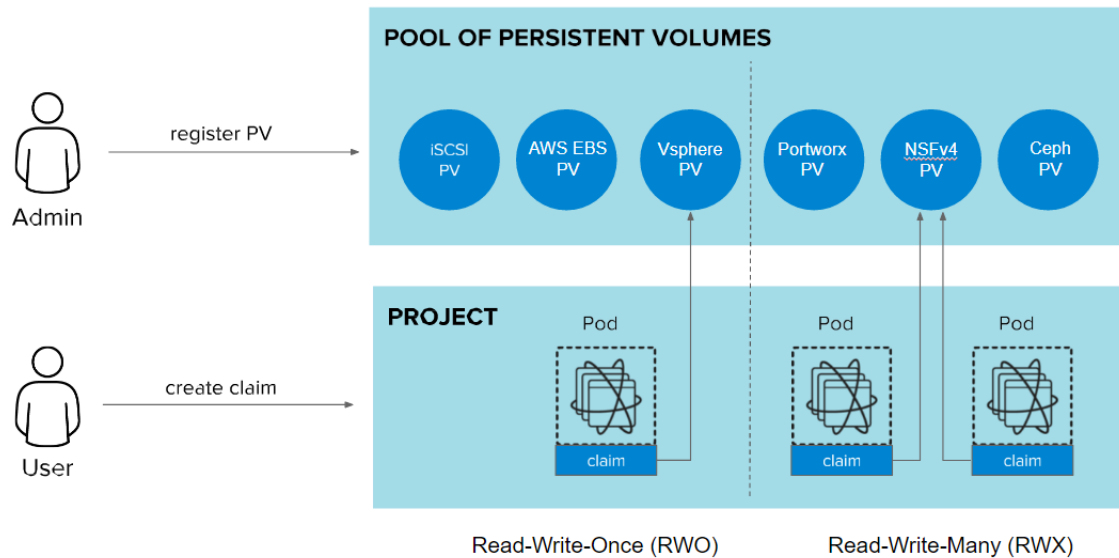 POOL OF PERSISTENT VOLUMES
register PV
iSCSI
PV
AWS EBS
PV
Vsphere
PV
Portworx
PV
NSFv4
PV
Ceph
PV
Admin
PROJECT
Pod
Pod
Pod
create claim
User
claim
claim
claim
Read-Write-Once (RWO)
Read-Write-Many (RWX)